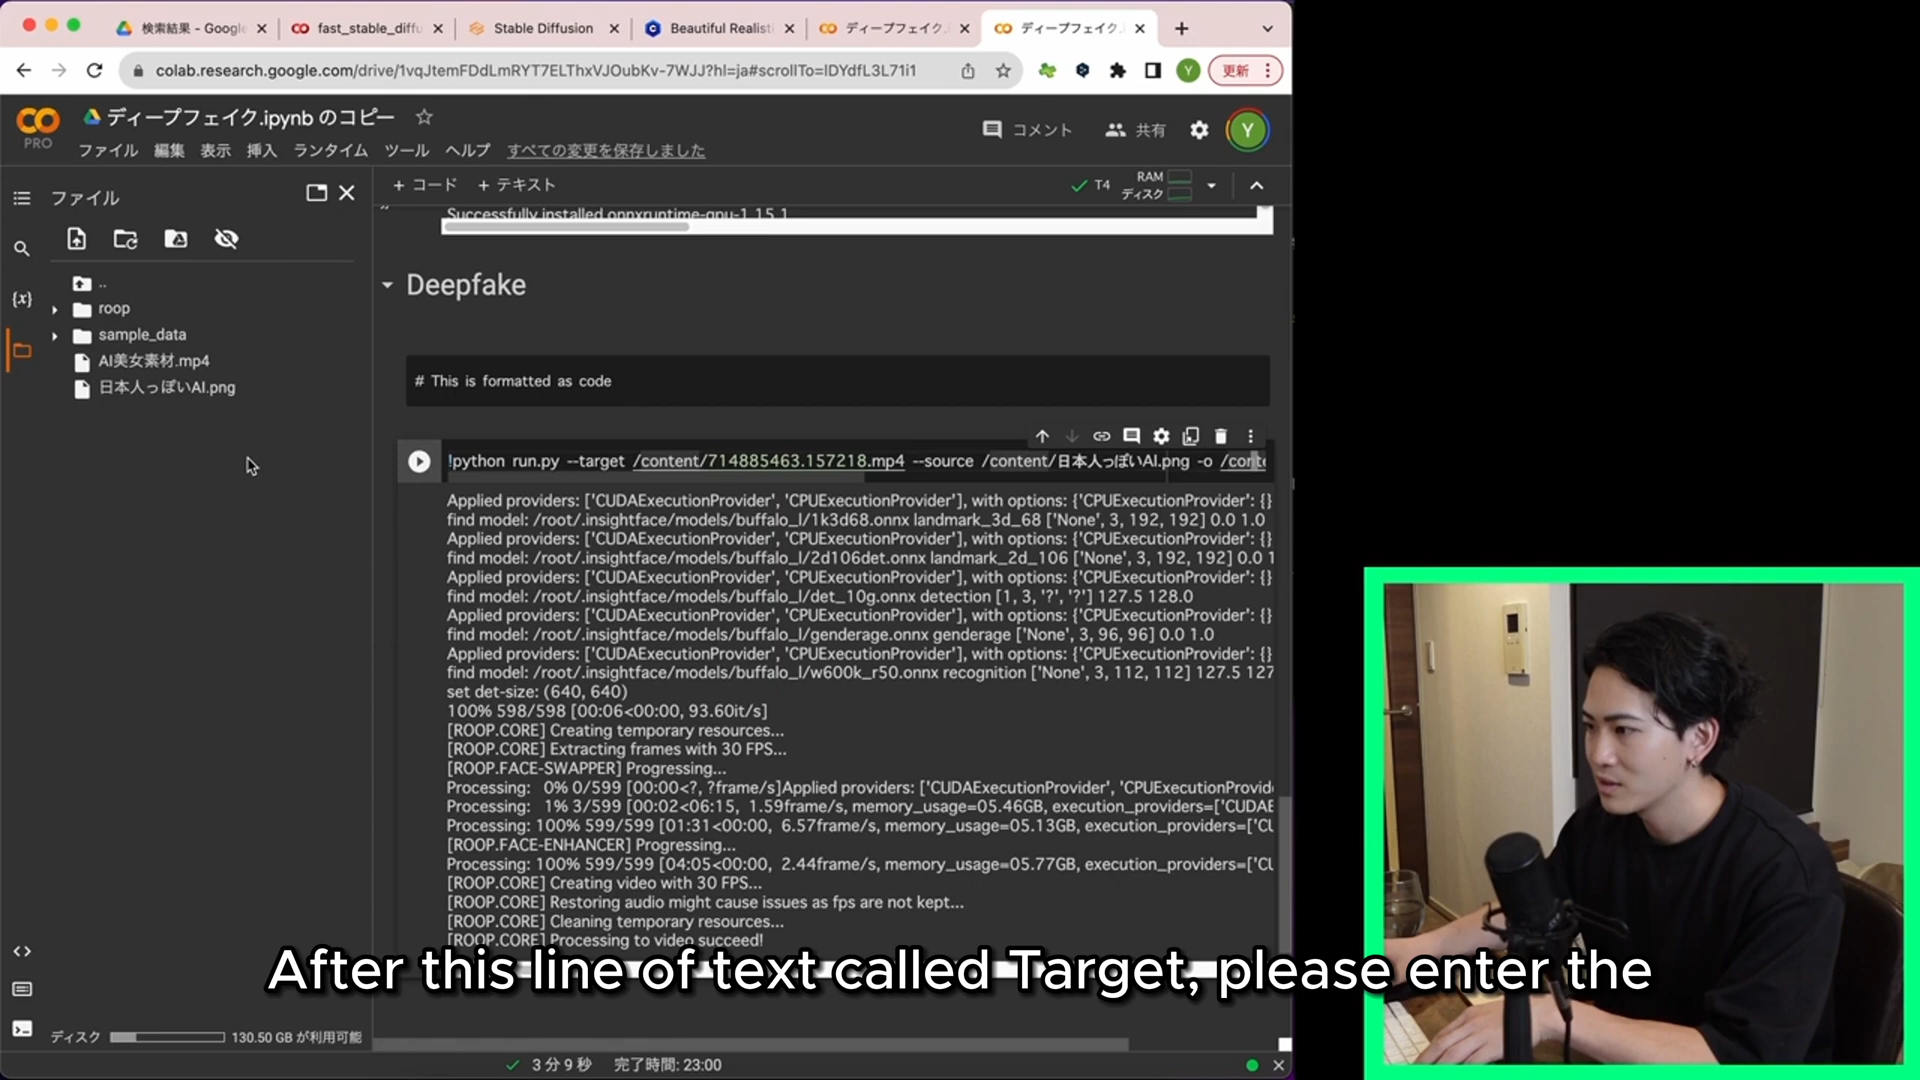 検索結果 - Google
fast_stable_diffu
Stable Diffusion
Beautiful Realisti
ディープフェイク.
ディープフェイク.
colab.research.google.com/drive/1vqJtemFDdLmRYT7ELThxVJOubKv-7WJJ?hl=ja#scrollTo=lDYdfL3L71i1
Y
更新
CO
PRO
ディープフェイク.ipynb のコピー
コメント
共有
Y
ファイル 編集 表示 挿入 ランタイム ツール ヘルプ すべての変更を保存しました
ファイル
+ コード + テキスト
T4
RAM
ディスク
Successfully installed onnxruntime-gpu-1.15.1
{x}
..
roop
sample_data
AI美女素材.mp4
日本人っぽいAI.png
Deepfake
# This is formatted as code
!python run.py --target /content/714885463.157218.mp4 --source /content/日本人っぽいAI.png -o /conte
Applied providers: ['CUDAExecutionProvider', 'CPUExecutionProvider'], with options: {'CPUExecutionProvider': {}
find model: /root/.insightface/models/buffalo_l/1k3d68.onnx landmark_3d_68 ['None', 3, 192, 192] 0.0 1.0
Applied providers: ['CUDAExecutionProvider', 'CPUExecutionProvider'], with options: {'CPUExecutionProvider': {}
find model: /root/.insightface/models/buffalo_l/2d106det.onnx landmark_2d_106 ['None', 3, 192, 192] 0.0 1
Applied providers: ['CUDAExecutionProvider', 'CPUExecutionProvider'], with options: {'CPUExecutionProvider': {}
find model: /root/.insightface/models/buffalo_l/det_10g.onnx detection [1, 3, '?', '?'] 127.5 128.0
Applied providers: ['CUDAExecutionProvider', 'CPUExecutionProvider'], with options: {'CPUExecutionProvider': {}
find model: /root/.insightface/models/buffalo_l/genderage.onnx genderage ['None', 3, 96, 96] 0.0 1.0
Applied providers: ['CUDAExecutionProvider', 'CPUExecutionProvider'], with options: {'CPUExecutionProvider': {}
find model: /root/.insightface/models/buffalo_l/w600k_r50.onnx recognition ['None', 3, 112, 112] 127.5 127
set det-size: (640, 640)
100% 598/598 [00:06<00:00, 93.60it/s]
[ROOP.CORE] Creating temporary resources...
[ROOP.CORE] Extracting frames with 30 FPS...
[ROOP.FACE-SWAPPER] Progressing...
Processing: 0% 0/599 [00:00<?, ?frame/s]Applied providers: ['CUDAExecutionProvider', 'CPUExecutionProvid
Processing: 1% 3/599 [00:02<06:15, 1.59frame/s, memory_usage=05.46GB, execution_providers=['CUDAE
Processing: 100% 599/599 [01:31<00:00, 6.57frame/s, memory_usage=05.13GB, execution_providers=['CU
[ROOP.FACE-ENHANCER] Progressing...
Processing: 100% 599/599 [04:05<00:00, 2.44frame/s, memory_usage=05.77GB, execution_providers=['CU
[ROOP.CORE] Creating video with 30 FPS...
[ROOP.CORE] Restoring audio might cause issues as fps are not kept...
[ROOP.CORE] Cleaning temporary resources...
[ROOP.CORE] Processing to video succeed!
After this line of text called Target, please enter the
ディスク 130.50 GB が利用可能
3 分 9 秒 完了時間: 23:00